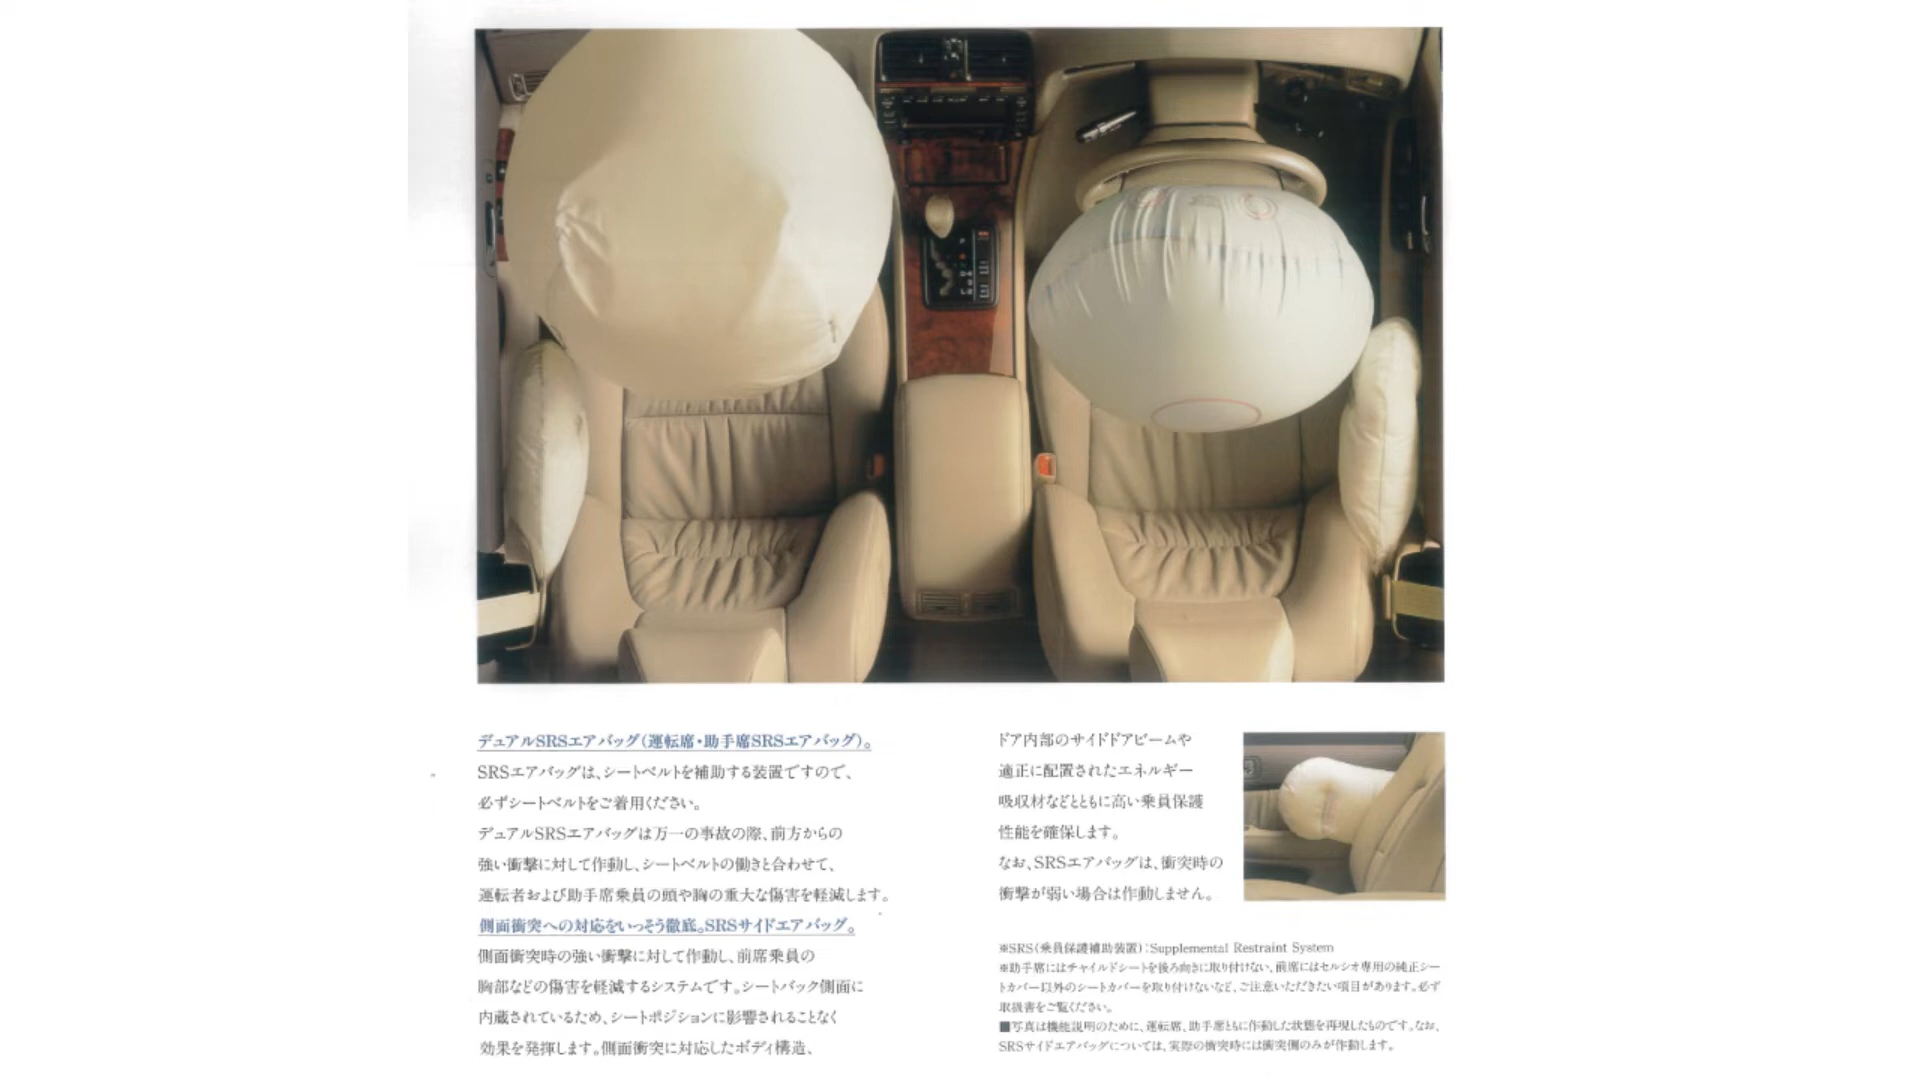 デュアルSRSエアバッグ(運転席・助手席SRSエアバッグ)。
SRSエアバッグは、シートベルトを補助する装置ですので、
必ずシートベルトをご着用ください。
デュアルSRSエアバッグは万一の事故の際、前方からの
強い衝撃に対して作動し、シートベルトの働きと合わせて、
運転者および助手席乗員の頭や胸の重大な傷害を軽減します。
側面衝突への対応をいっそう徹底。SRSサイドエアバッグ。
側面衝突時の強い衝撃に対して作動し、前席乗員の
胸部などの傷害を軽減するシステムです。シートバック側面に
内蔵されているため、シートポジションに影響されることなく
効果を発揮します。側面衝突に対応したボディ構造、
ドア内部のサイドドアビームや
適正に配置されたエネルギー
吸収材などとともに高い乗員保護
性能を確保します。
なお、SRSエアバッグは、衝突時の
衝撃が弱い場合は作動しません。
※SRS(乗員保護補助装置):Supplemental Restraint System
※助手席にはチャイルドシートを後ろ向きに取り付けない、前席にはセルシオ専用の純正シー
トカバー以外のシートカバーを取り付けないなど、ご注意いただきたい項目があります。必ず
取扱書をご覧ください。
■写真は機能説明のために、運転席、助手席ともに作動した状態を再現したものです。なお、
SRSサイドエアバッグについては、実際の衝突時には衝突側のみが作動します。